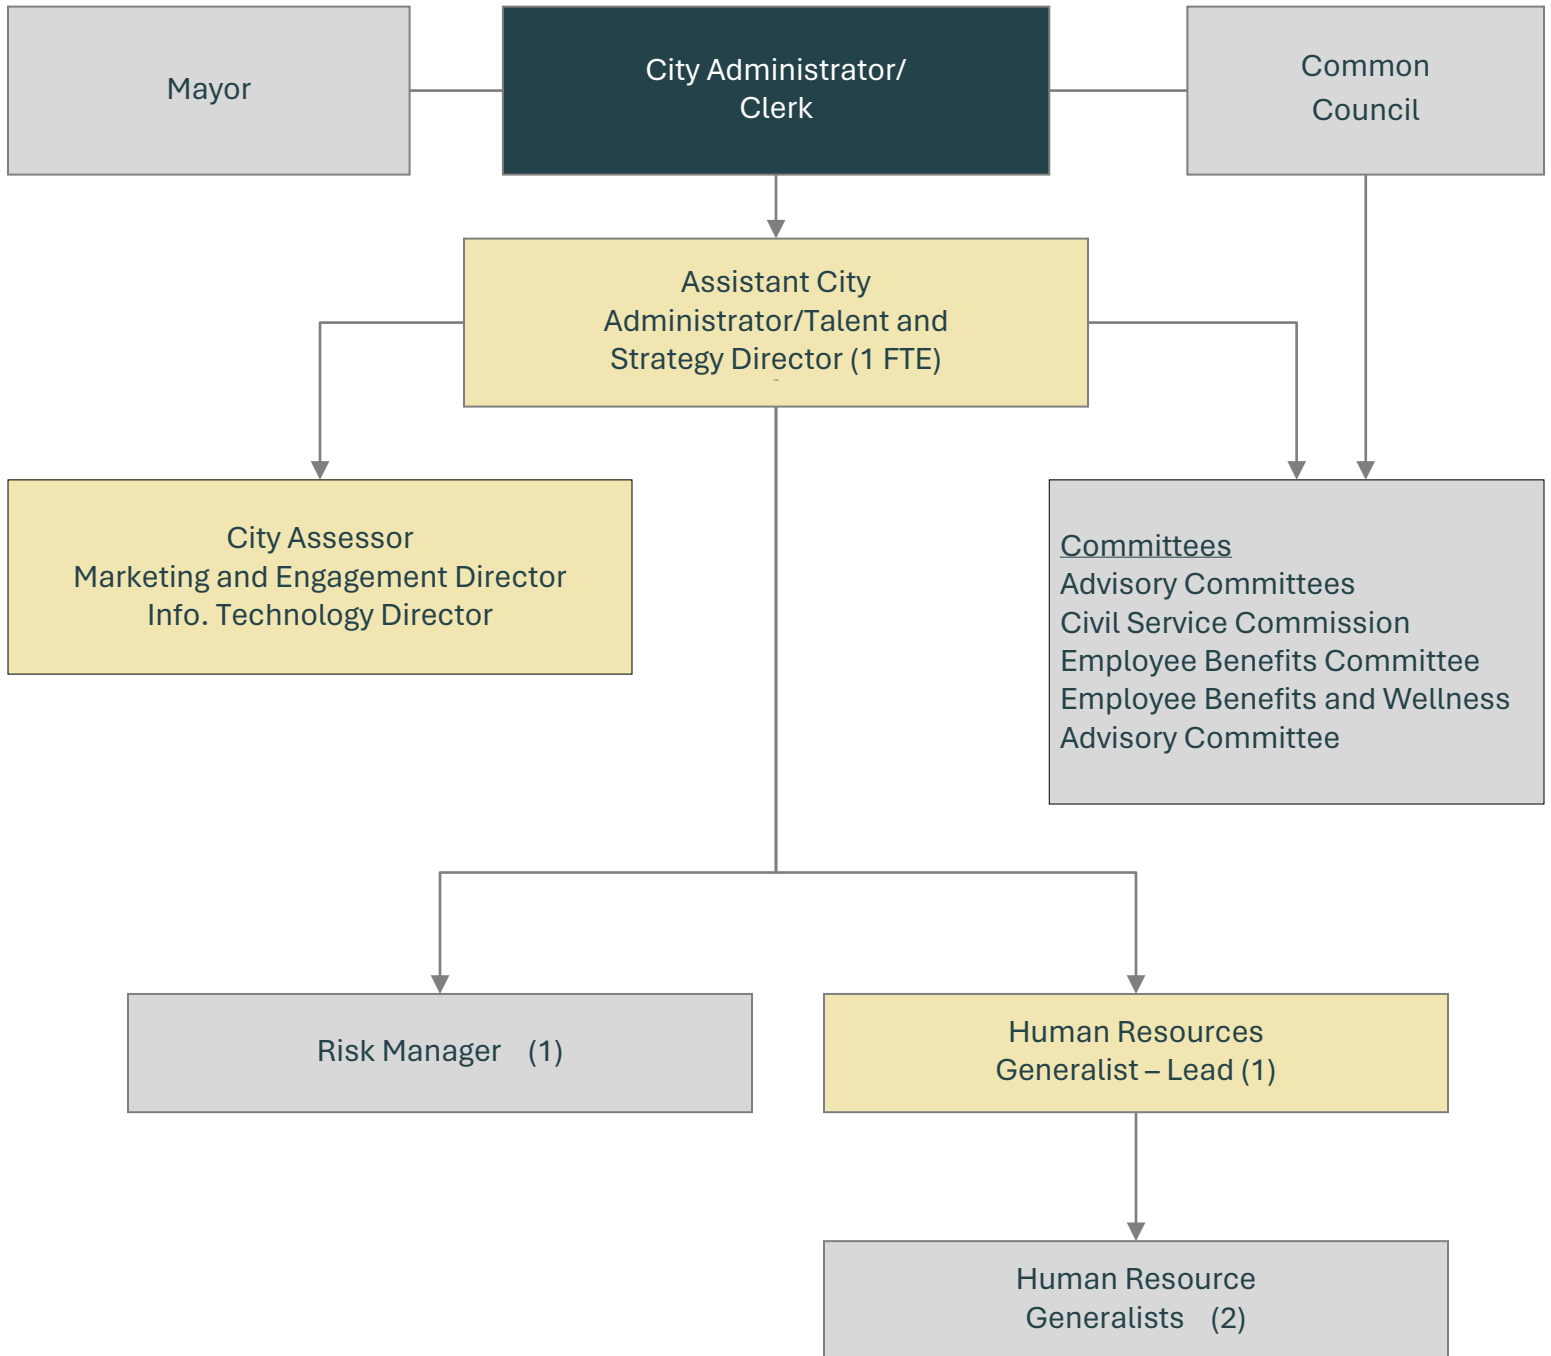 Mayor
City Administrator/
Clerk
Common
Council
Assistant City
Administrator/Talent and
Strategy Director (1 FTE)
City Assessor
Marketing and Engagement Director
Info. Technology Director
Committees
Advisory Committees
Civil Service Commission
Employee Benefits Committee
Employee Benefits and Wellness
Advisory Committee
Risk Manager (1)
Human Resources
Generalist – Lead (1)
Human Resource
Generalists (2)